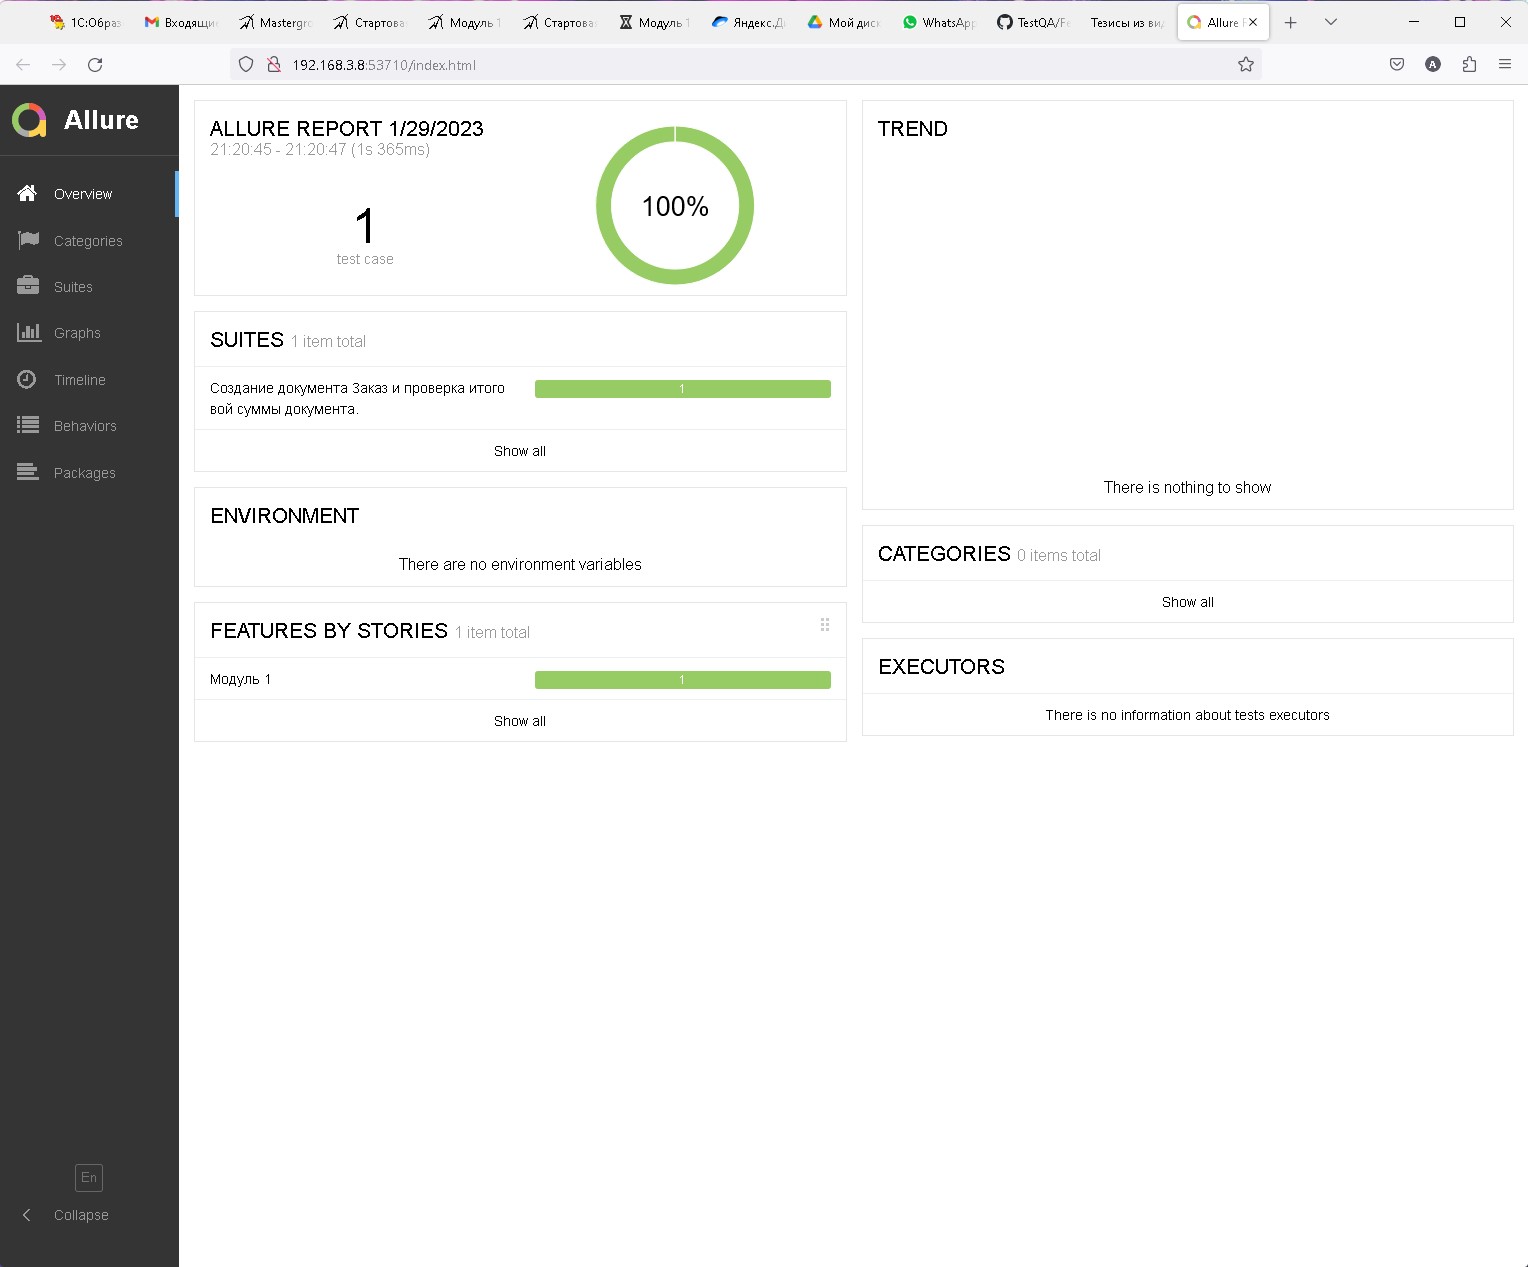 1С:Образ
Входящи
Mastergro
Стартова
Модуль 1
Стартова
Модуль 1
Яндекс.Д
Мой диск
WhatsApp
TestQA/Fe
Тезисы из ви
Allure R
192.168.3.8:53710/index.html
A
Allure
Overview
Categories
Suites
Graphs
Timeline
Behaviors
Packages
En
Collapse
ALLURE REPORT 1/29/2023
21:20:45 - 21:20:47 (1s 365ms)
1
test case
100%
SUITES 1 item total
Создание документа Заказ и проверка итого
вой суммы документа.
1
Show all
ENVIRONMENT
There are no environment variables
FEATURES BY STORIES 1 item total
Модуль 1
1
Show all
TREND
There is nothing to show
CATEGORIES 0 items total
Show all
EXECUTORS
There is no information about tests executors